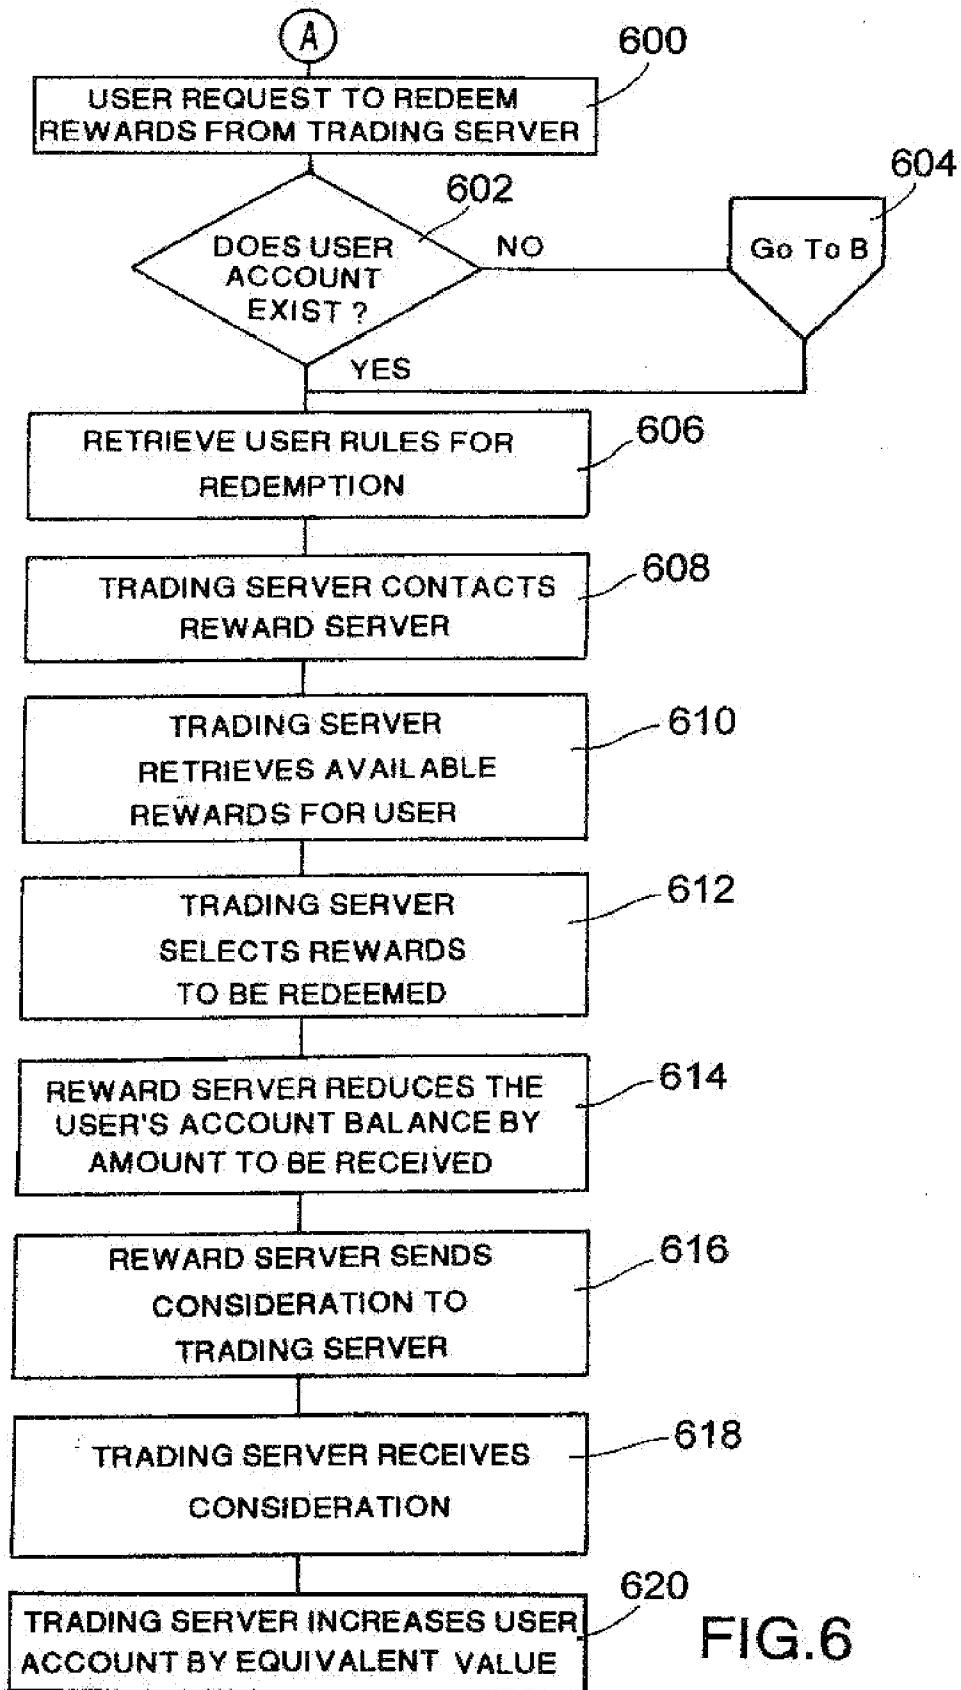 A
600
USER REQUEST TO REDEEM
REWARDS FROM TRADING SERVER
602
604
DOES USER
ACCOUNT
EXIST ?
NO
Go To B
YES
606
RETRIEVE USER RULES FOR
REDEMPTION
608
TRADING SERVER CONTACTS
REWARD SERVER
610
TRADING SERVER
RETRIEVES AVAILABLE
REWARDS FOR USER
612
TRADING SERVER
SELECTS REWARDS
TO BE REDEEMED
614
REWARD SERVER REDUCES THE
USER'S ACCOUNT BALANCE BY
AMOUNT TO BE RECEIVED
616
REWARD SERVER SENDS
CONSIDERATION TO
TRADING SERVER
618
TRADING SERVER RECEIVES
CONSIDERATION
620
TRADING SERVER INCREASES USER
ACCOUNT BY EQUIVALENT VALUE
FIG.6